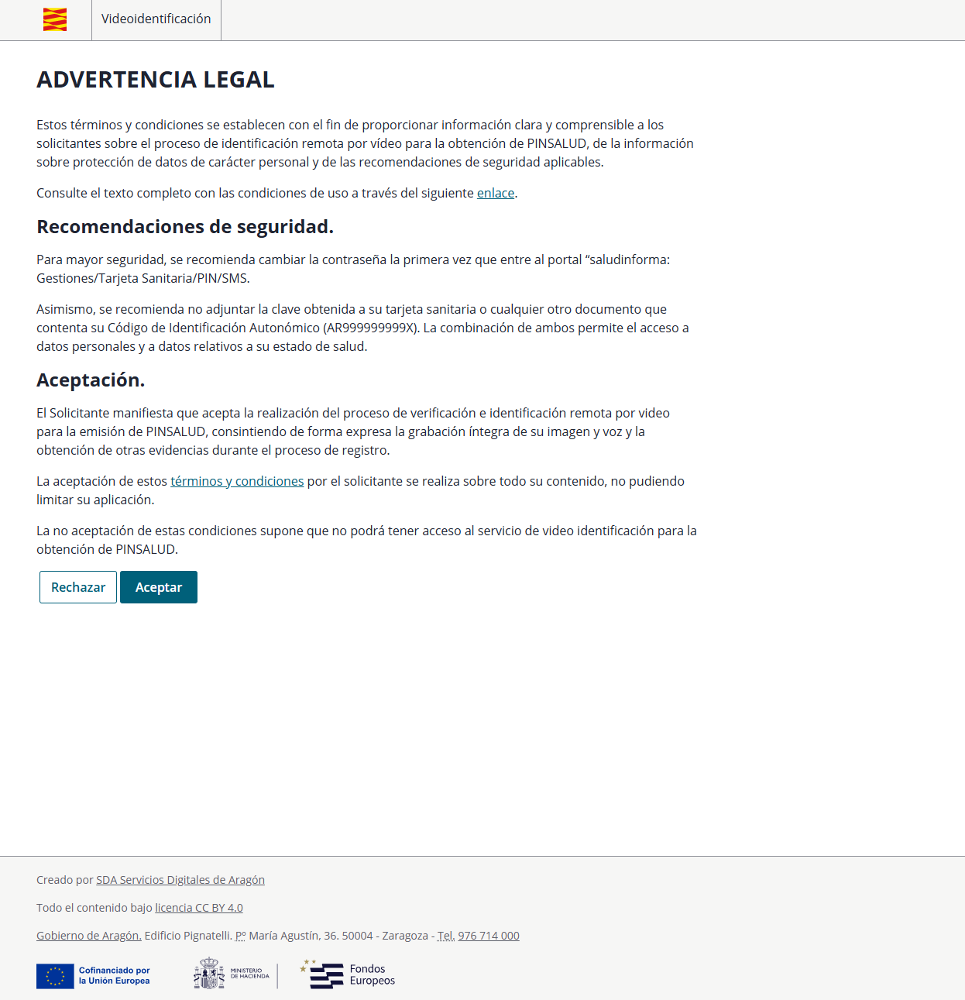 Videoidentificación
ADVERTENCIA LEGAL
Estos términos y condiciones se establecen con el fin de proporcionar información clara y comprensible a los
solicitantes sobre el proceso de identificación remota por vídeo para la obtención de PINSALUD, de la información
sobre protección de datos de carácter personal y de las recomendaciones de seguridad aplicables.
Consulte el texto completo con las condiciones de uso a través del siguiente enlace.
Recomendaciones de seguridad.
Para mayor seguridad, se recomienda cambiar la contraseña la primera vez que entre al portal “saludinforma:
Gestiones/Tarjeta Sanitaria/PIN/SMS.
Asimismo, se recomienda no adjuntar la clave obtenida a su tarjeta sanitaria o cualquier otro documento que
contenta su Código de Identificación Autonómico (AR999999999X). La combinación de ambos permite el acceso a
datos personales y a datos relativos a su estado de salud.
Aceptación.
El Solicitante manifiesta que acepta la realización del proceso de verificación e identificación remota por video
para la emisión de PINSALUD, consintiendo de forma expresa la grabación íntegra de su imagen y voz y la
obtención de otras evidencias durante el proceso de registro.
La aceptación de estos términos y condiciones por el solicitante se realiza sobre todo su contenido, no pudiendo
limitar su aplicación.
La no aceptación de estas condiciones supone que no podrá tener acceso al servicio de video identificación para la
obtención de PINSALUD.
Rechazar Aceptar
Creado por SDA Servicios Digitales de Aragón
Todo el contenido bajo licencia CC BY 4.0
Gobierno de Aragón. Edificio Pignatelli. Pº María Agustín, 36. 50004 - Zaragoza - Tel. 976 714 000
Cofinanciado por
la Unión Europea
MINISTERIO
DE HACIENDA
Fondos
Europeos